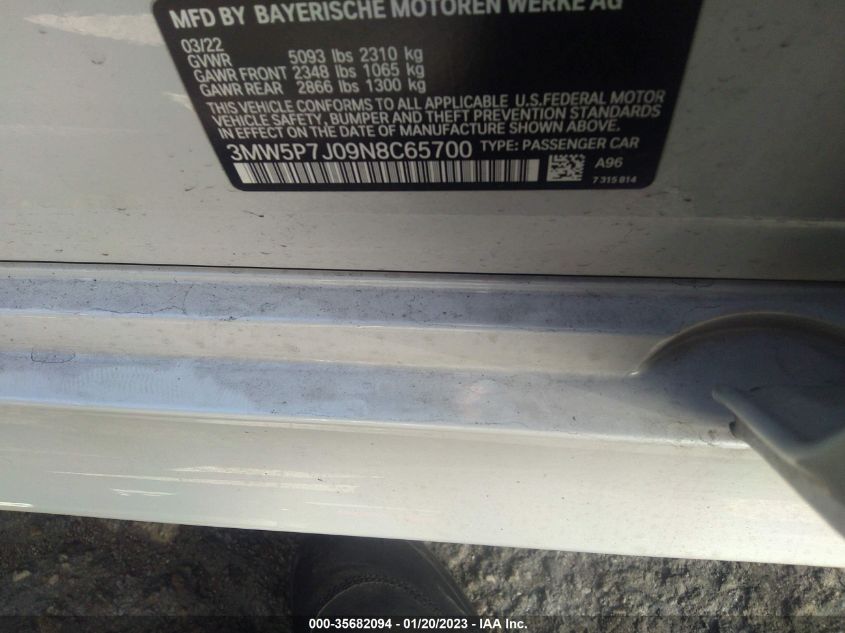 MFD BY BAYERISCHE MOTOREN WERKE AG
03/22
GVWR 5093 lbs 2310 kg
GAWR FRONT 2348 lbs 1065 kg
GAWR REAR 2866 lbs 1300 kg
THIS VEHICLE CONFORMS TO ALL APPLICABLE U.S.FEDERAL MOTOR
VEHICLE SAFETY, BUMPER AND THEFT PREVENTION STANDARDS
IN EFFECT ON THE DATE OF MANUFACTURE SHOWN ABOVE.
3MW5P7J09N8C65700 TYPE: PASSENGER CAR
A96
7 315 814
000-35682094 - 01/20/2023 - IAA Inc.